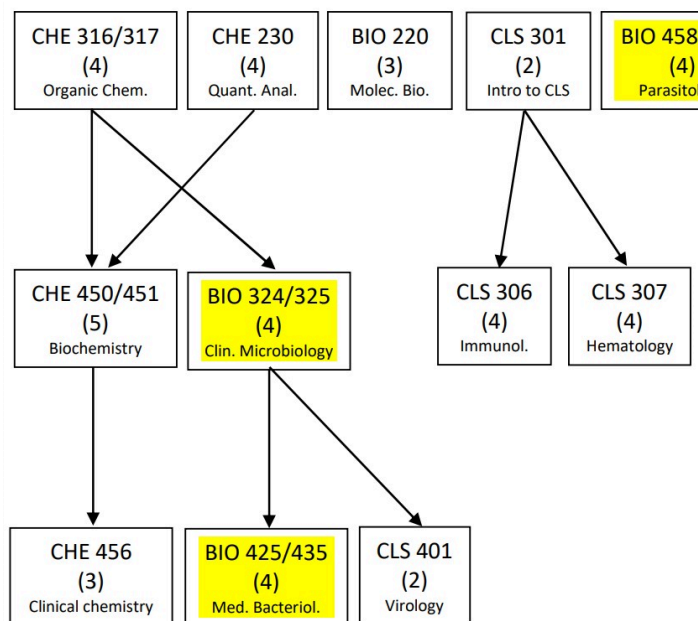 CHE 316/317
(4)
Organic Chem.
CHE 230
(4)
Quant. Anal.
BIO 220
(3)
Molec. Bio.
CLS 301
(2)
Intro to CLS
BIO 458
(4)
Parasitol
CHE 450/451
(5)
Biochemistry
BIO 324/325
(4)
Clin. Microbiology
CLS 306
(4)
Immunol.
CLS 307
(4)
Hematology
CHE 456
(3)
Clinical chemistry
BIO 425/435
(4)
Med. Bacteriol.
CLS 401
(2)
Virology